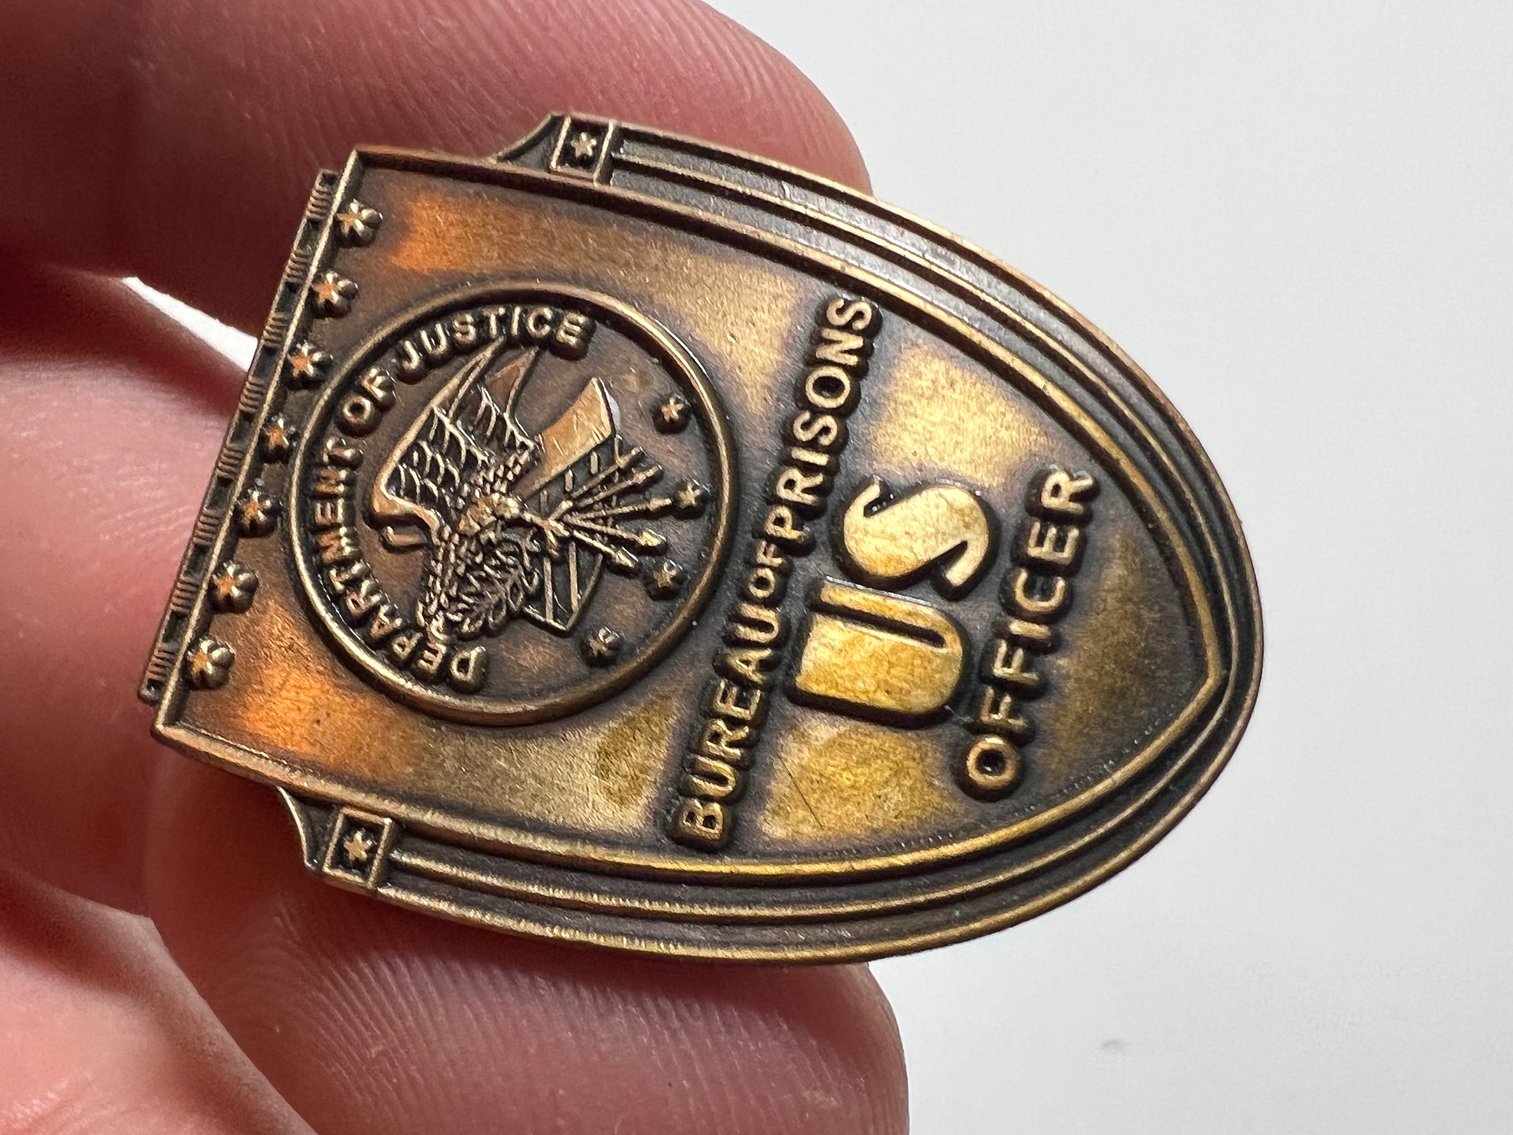 DEPARTMENT OF JUSTICE
BUREAU OF PRISONS
US
OFFICER